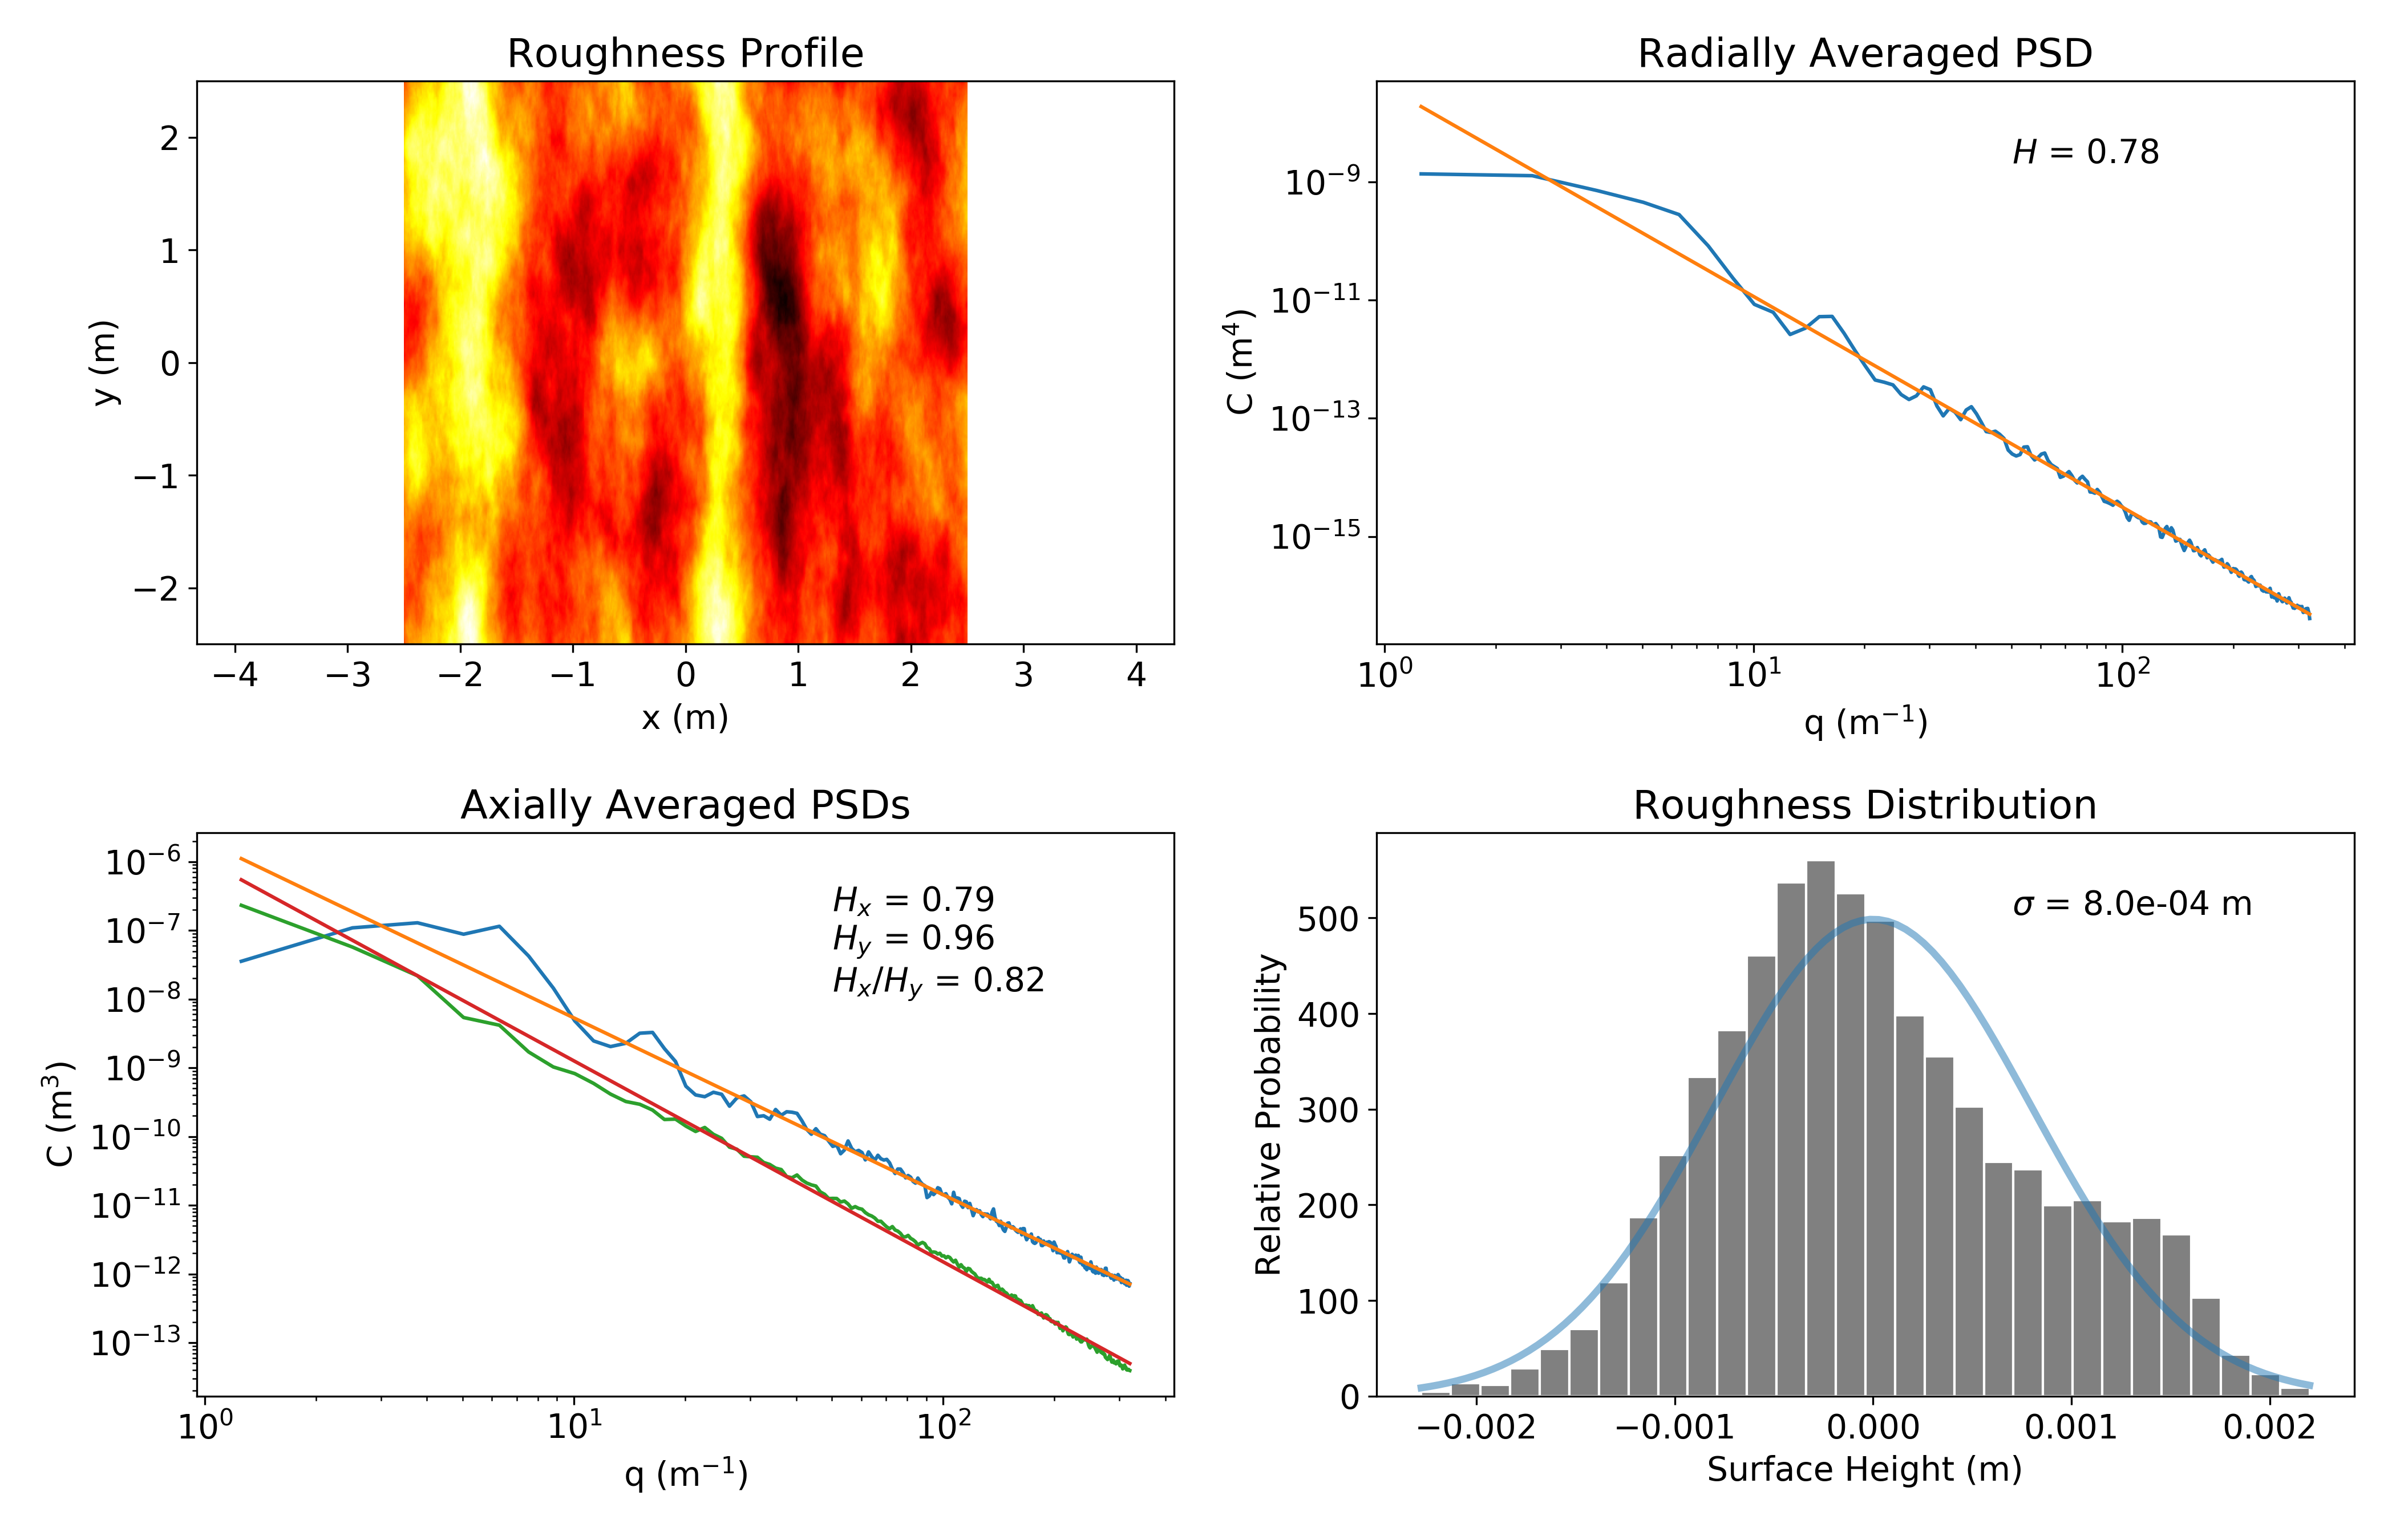 Roughness Profile
y (m)
2
1
0
−1
−2
−4 −3 −2 −1 0 1 2 3 4
x (m)
Radially Averaged PSD
H = 0.78
C (m⁴)
10⁻⁹
10⁻¹¹
10⁻¹³
10⁻¹⁵
10⁰ 10¹ 10²
q (m⁻¹)
Axially Averaged PSDs
Hₓ = 0.79
H_y = 0.96
Hₓ/H_y = 0.82
C (m³)
10⁻⁶
10⁻⁷
10⁻⁸
10⁻⁹
10⁻¹⁰
10⁻¹¹
10⁻¹²
10⁻¹³
10⁰ 10¹ 10²
q (m⁻¹)
Roughness Distribution
σ = 8.0e-04 m
Relative Probability
500
400
300
200
100
0
−0.002 −0.001 0.000 0.001 0.002
Surface Height (m)